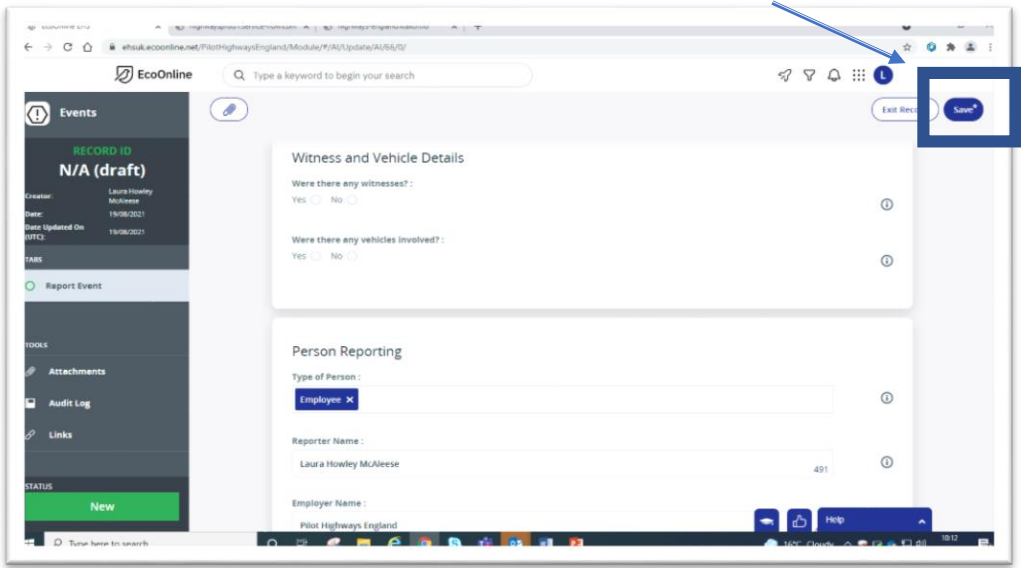 ehsuk.ecoonline.net/PilotHighwaysEngland/Module/#/AI/Update/AI/66/0/
EcoOnline
Type a keyword to begin your search
L
Events
Exit
Save*
RECORD ID
N/A (draft)
Creator: Laura Howley McAleese
Date: 19/08/2021
Date Updated On (UTC): 19/08/2021
TABS
Report Event
TOOLS
Attachments
Audit Log
Links
STATUS
New
Witness and Vehicle Details
Were there any witnesses? :
Yes No
Were there any vehicles involved? :
Yes No
Person Reporting
Type of Person :
Employee ×
Reporter Name :
Laura Howley McAleese
491
Employer Name :
Pilot Highways England
Help
Type here to search
16°C Cloudy
10:12